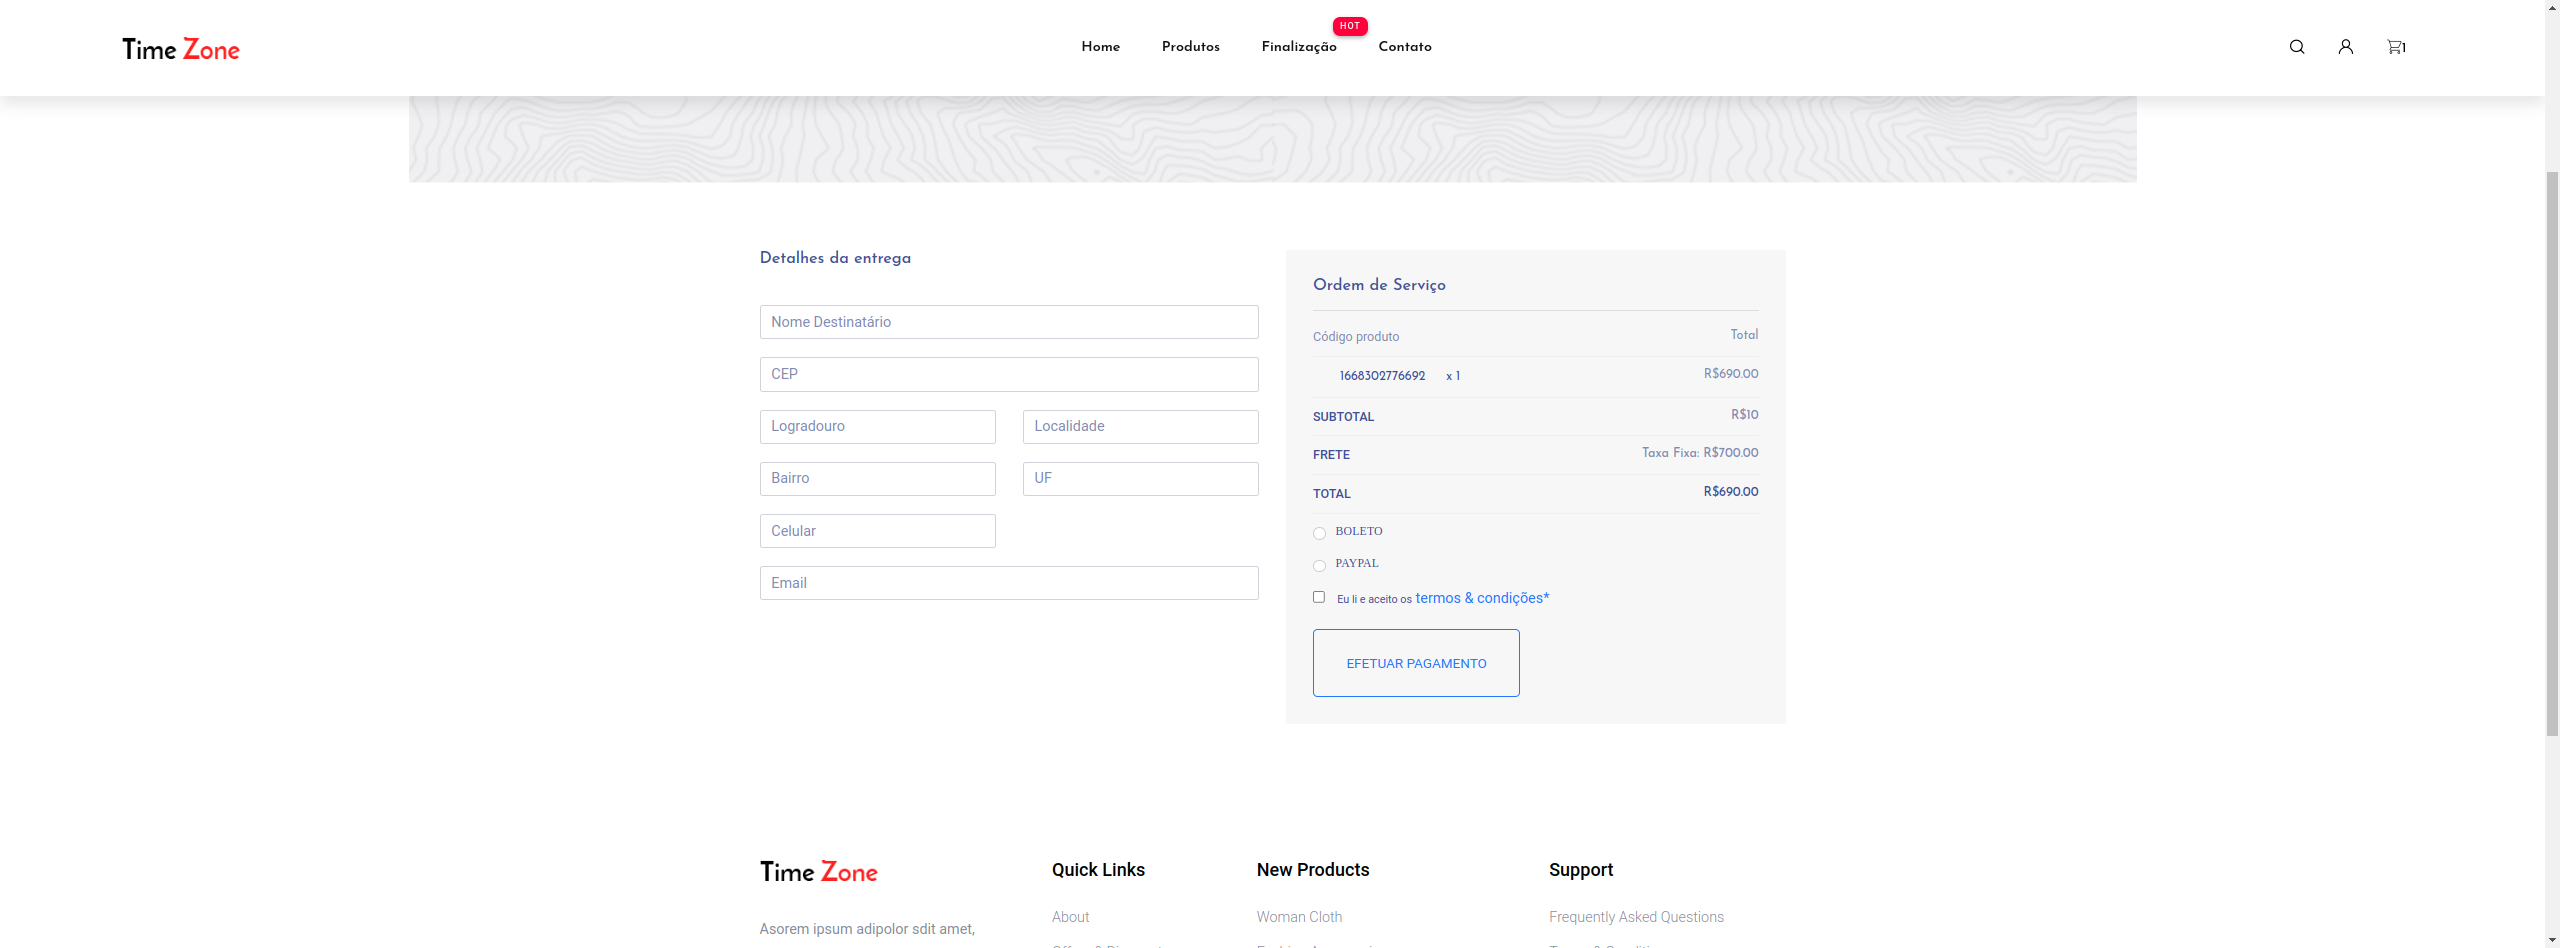 Time Zone
Home Produtos Finalização HOT Contato
1
Detalhes da entrega
Nome Destinatário
CEP
Logradouro Localidade
Bairro UF
Celular
Email
Ordem de Serviço
Código produto Total
1668302776692 x 1 R$690.00
SUBTOTAL R$10
FRETE Taxa Fixa: R$700.00
TOTAL R$690.00
BOLETO
PAYPAL
Eu li e aceito os termos & condições*
EFETUAR PAGAMENTO
Time Zone
Asorem ipsum adipolor sdit amet,
Quick Links
About
New Products
Woman Cloth
Support
Frequently Asked Questions